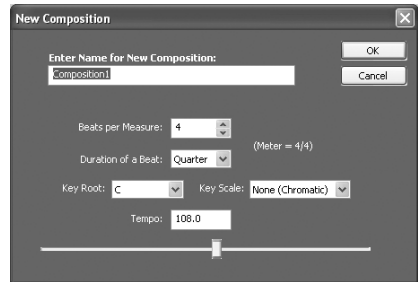 New Composition
Enter Name for New Composition:
OK
Composition1
Cancel
Beats per Measure: 4
(Meter = 4/4)
Duration of a Beat: Quarter
Key Root: C Key Scale: None (Chromatic)
Tempo: 108.0